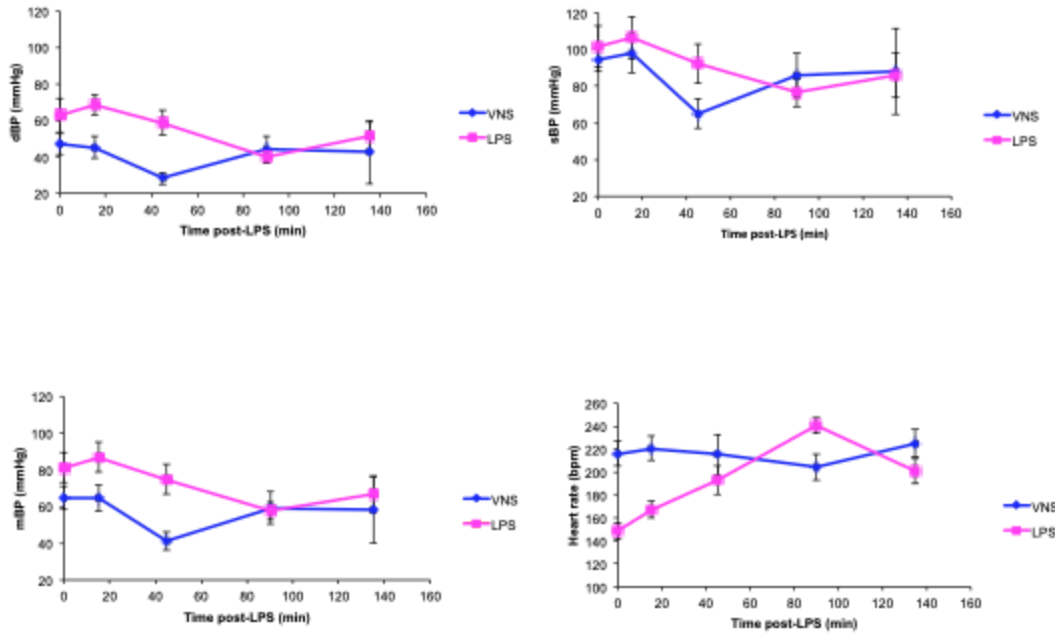 120
100
80
60
40
20
dBP (mmHg)
0 20 40 60 80 100 120 140 160
Time post-LPS (min)
VNS
LPS
120
100
80
60
40
20
sBP (mmHg)
0 20 40 60 80 100 120 140 160
Time post-LPS (min)
VNS
LPS
120
100
80
60
40
20
mBP (mmHg)
0 20 40 60 80 100 120 140 160
Time post-LPS (min)
VNS
LPS
260
240
220
200
180
160
140
120
100
Heart rate (bpm)
0 20 40 60 80 100 120 140 160
Time post-LPS (min)
VNS
LPS